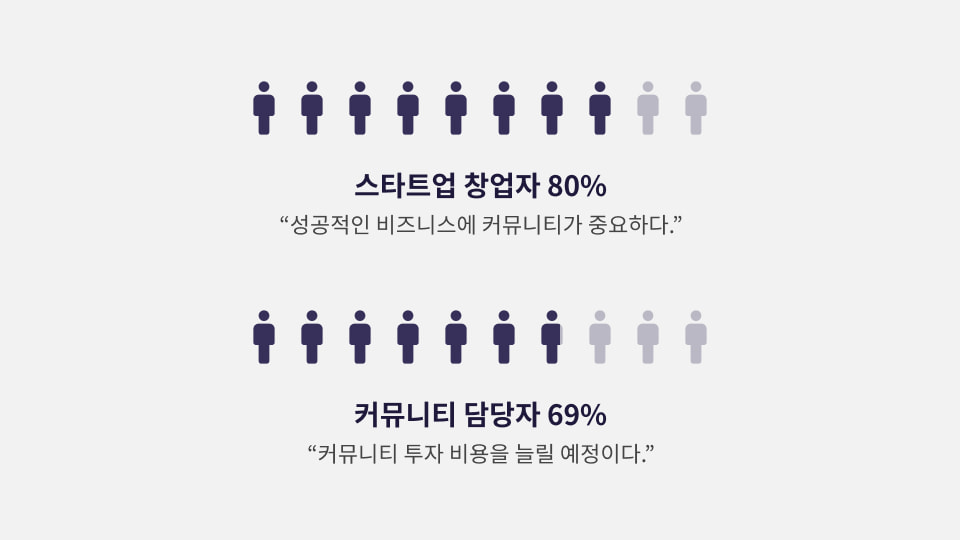 스타트업 창업자 80%
“성공적인 비즈니스에 커뮤니티가 중요하다.”
커뮤니티 담당자 69%
“커뮤니티 투자 비용을 늘릴 예정이다.”